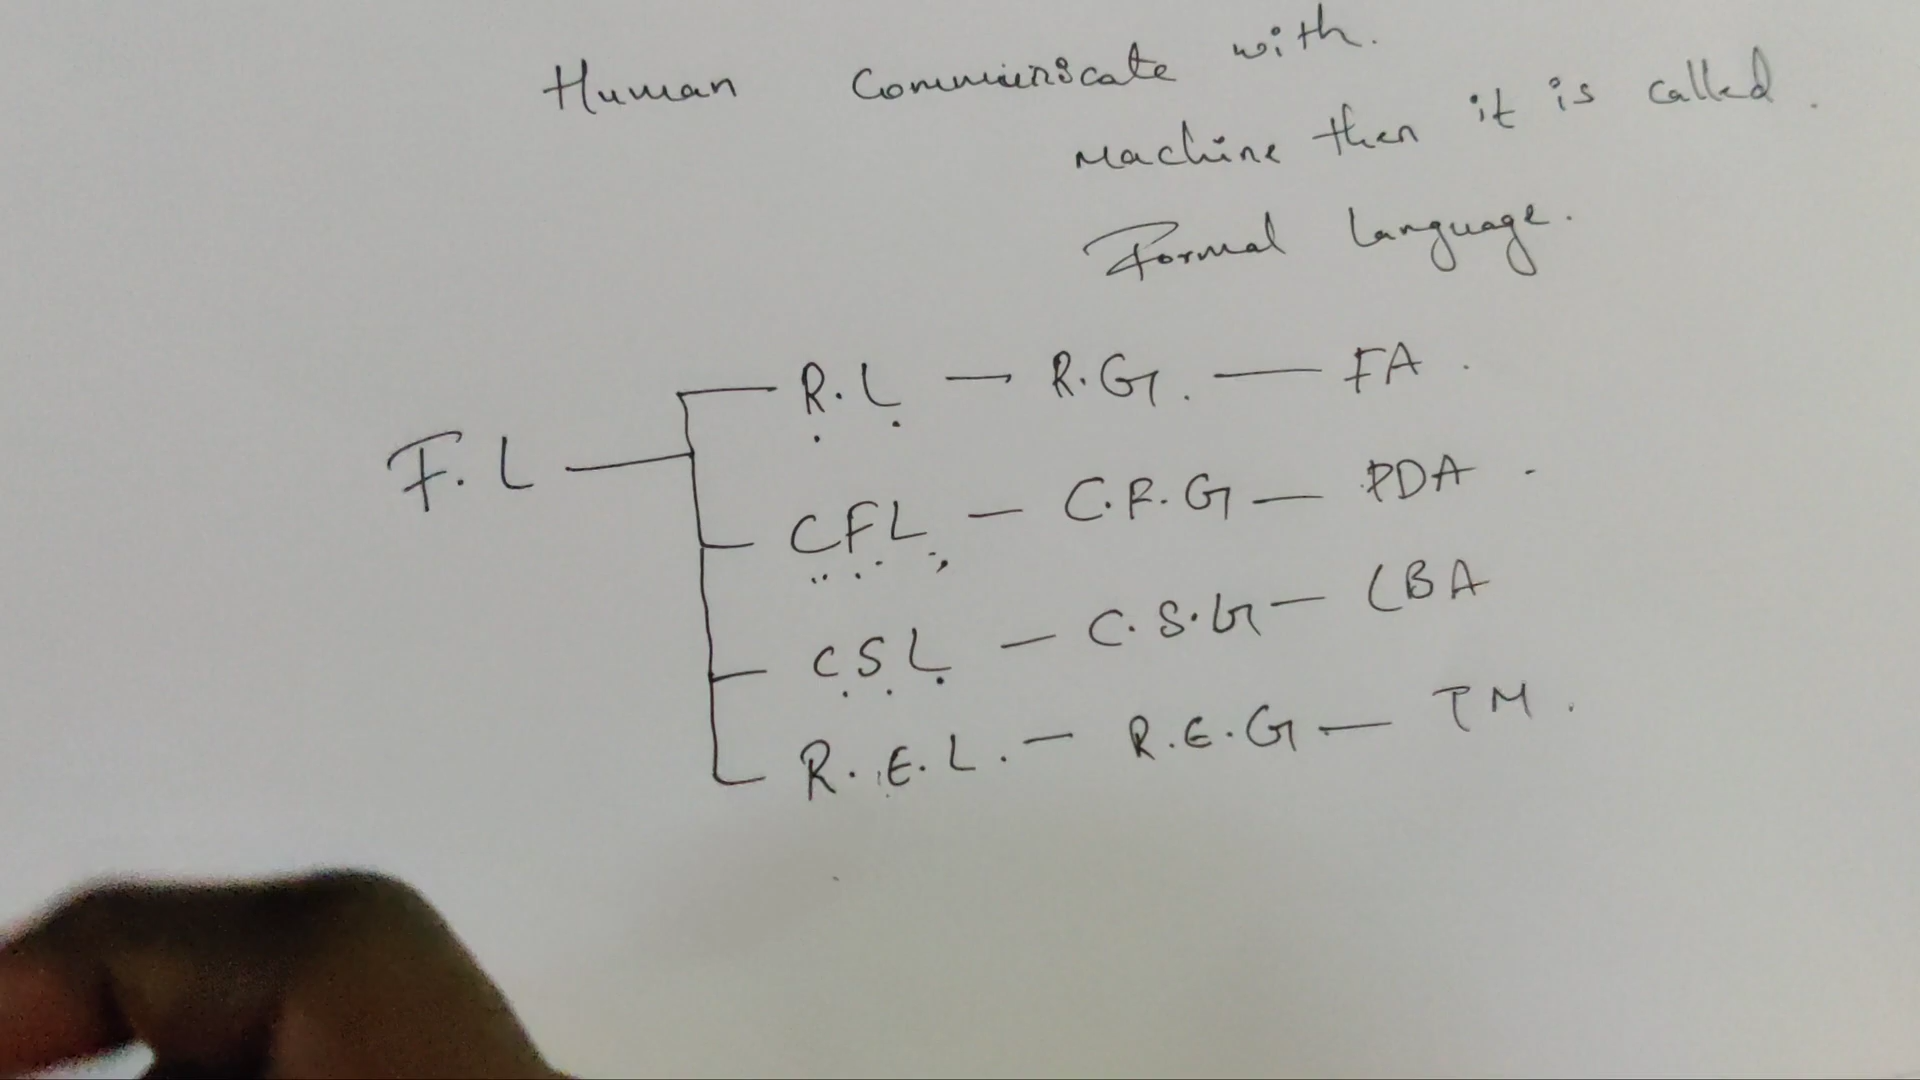 Human Communicate with.
machine then it is called.
Formal Language.
R.L — R.G. — FA.
F.L
CFL — C.F.G — PDA.
CSL — C.S.G — LBA
R.E.L. — R.E.G — TM.